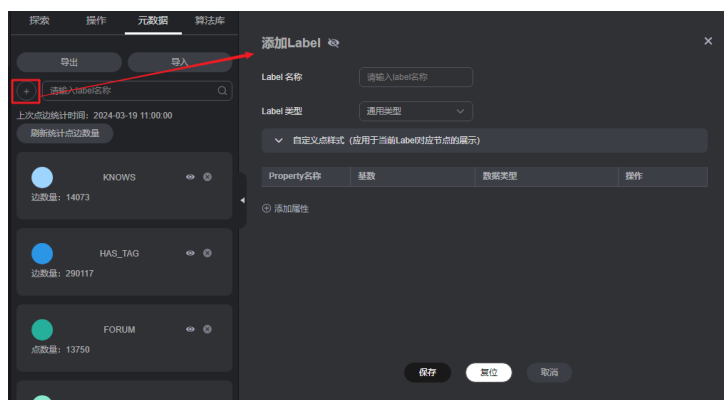 探索 操作 元数据 算法库
导出 导入
+ 请输入label名称
上次点边统计时间：2024-03-19 11:00:00
刷新统计点边数量
KNOWS
边数量：14073
HAS_TAG
边数量：290117
FORUM
点数量：13750
添加Label
Label 名称 请输入label名称
Label 类型 通用类型
自定义点样式 (应用于当前Label对应节点的展示)
Property名称 基数 数据类型 操作
添加属性
保存 复位 取消